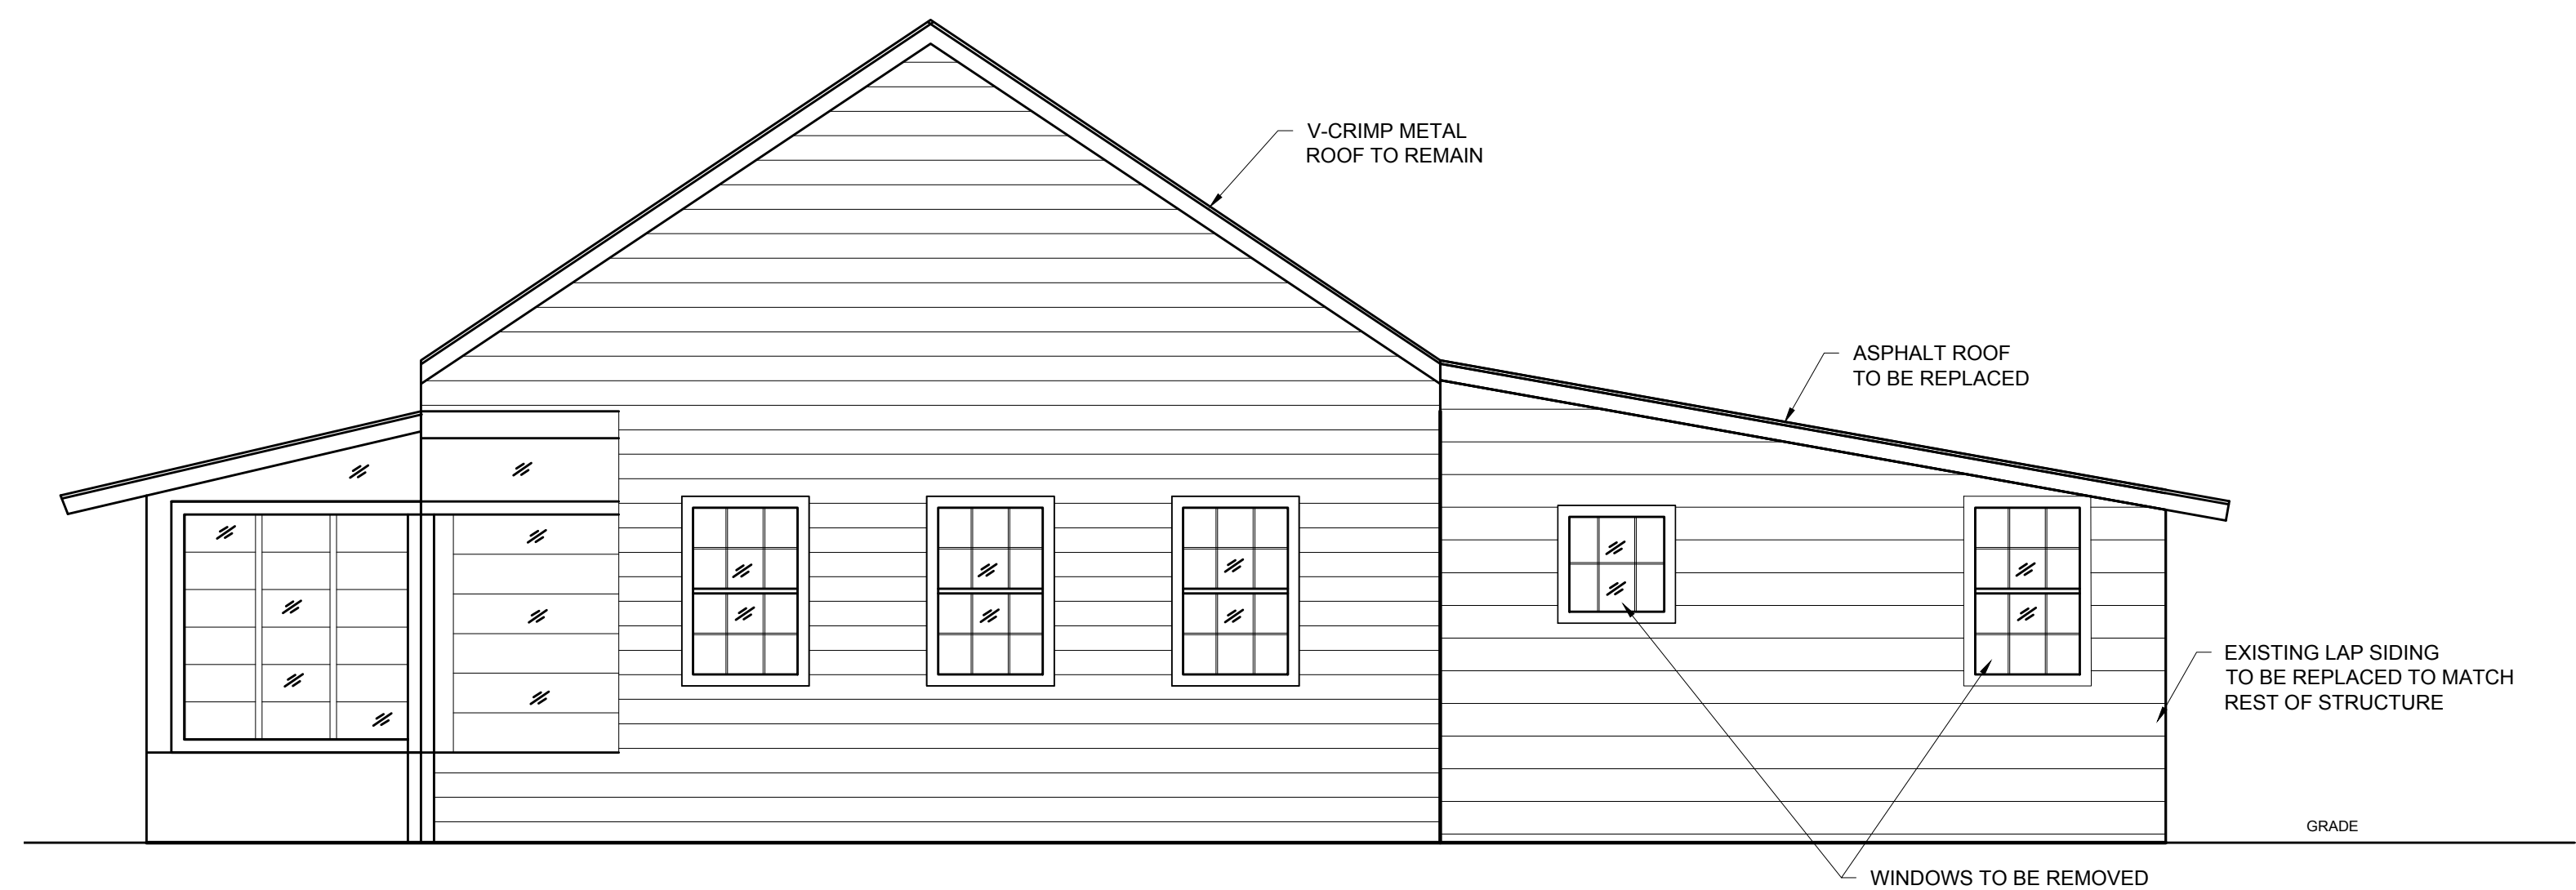 V-CRIMP METAL
ROOF TO REMAIN
ASPHALT ROOF
TO BE REPLACED
EXISTING LAP SIDING
TO BE REPLACED TO MATCH
REST OF STRUCTURE
GRADE
WINDOWS TO BE REMOVED